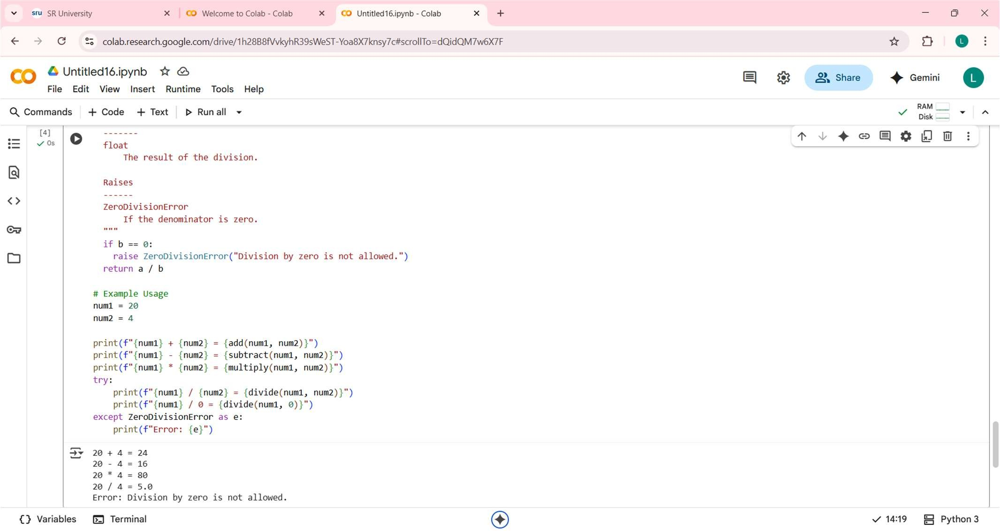 sru SR University
Welcome to Colab - Colab
Untitled16.ipynb - Colab
colab.research.google.com/drive/1h28B8fVvkyhR39sWeST-Yoa8X7knsy7c#scrollTo=dQidQM7w6X7F
L
Untitled16.ipynb
Share
Gemini
L
File Edit View Insert Runtime Tools Help
Commands + Code + Text Run all
RAM
Disk
[4]
0s
-------
float
The result of the division.
Raises
------
ZeroDivisionError
If the denominator is zero.
"""
if b == 0:
raise ZeroDivisionError("Division by zero is not allowed.")
return a / b
# Example Usage
num1 = 20
num2 = 4
print(f"{num1} + {num2} = {add(num1, num2)}")
print(f"{num1} - {num2} = {subtract(num1, num2)}")
print(f"{num1} * {num2} = {multiply(num1, num2)}")
try:
print(f"{num1} / {num2} = {divide(num1, num2)}")
print(f"{num1} / 0 = {divide(num1, 0)}")
except ZeroDivisionError as e:
print(f"Error: {e}")
20 + 4 = 24
20 - 4 = 16
20 * 4 = 80
20 / 4 = 5.0
Error: Division by zero is not allowed.
{} Variables Terminal
14:19 Python 3